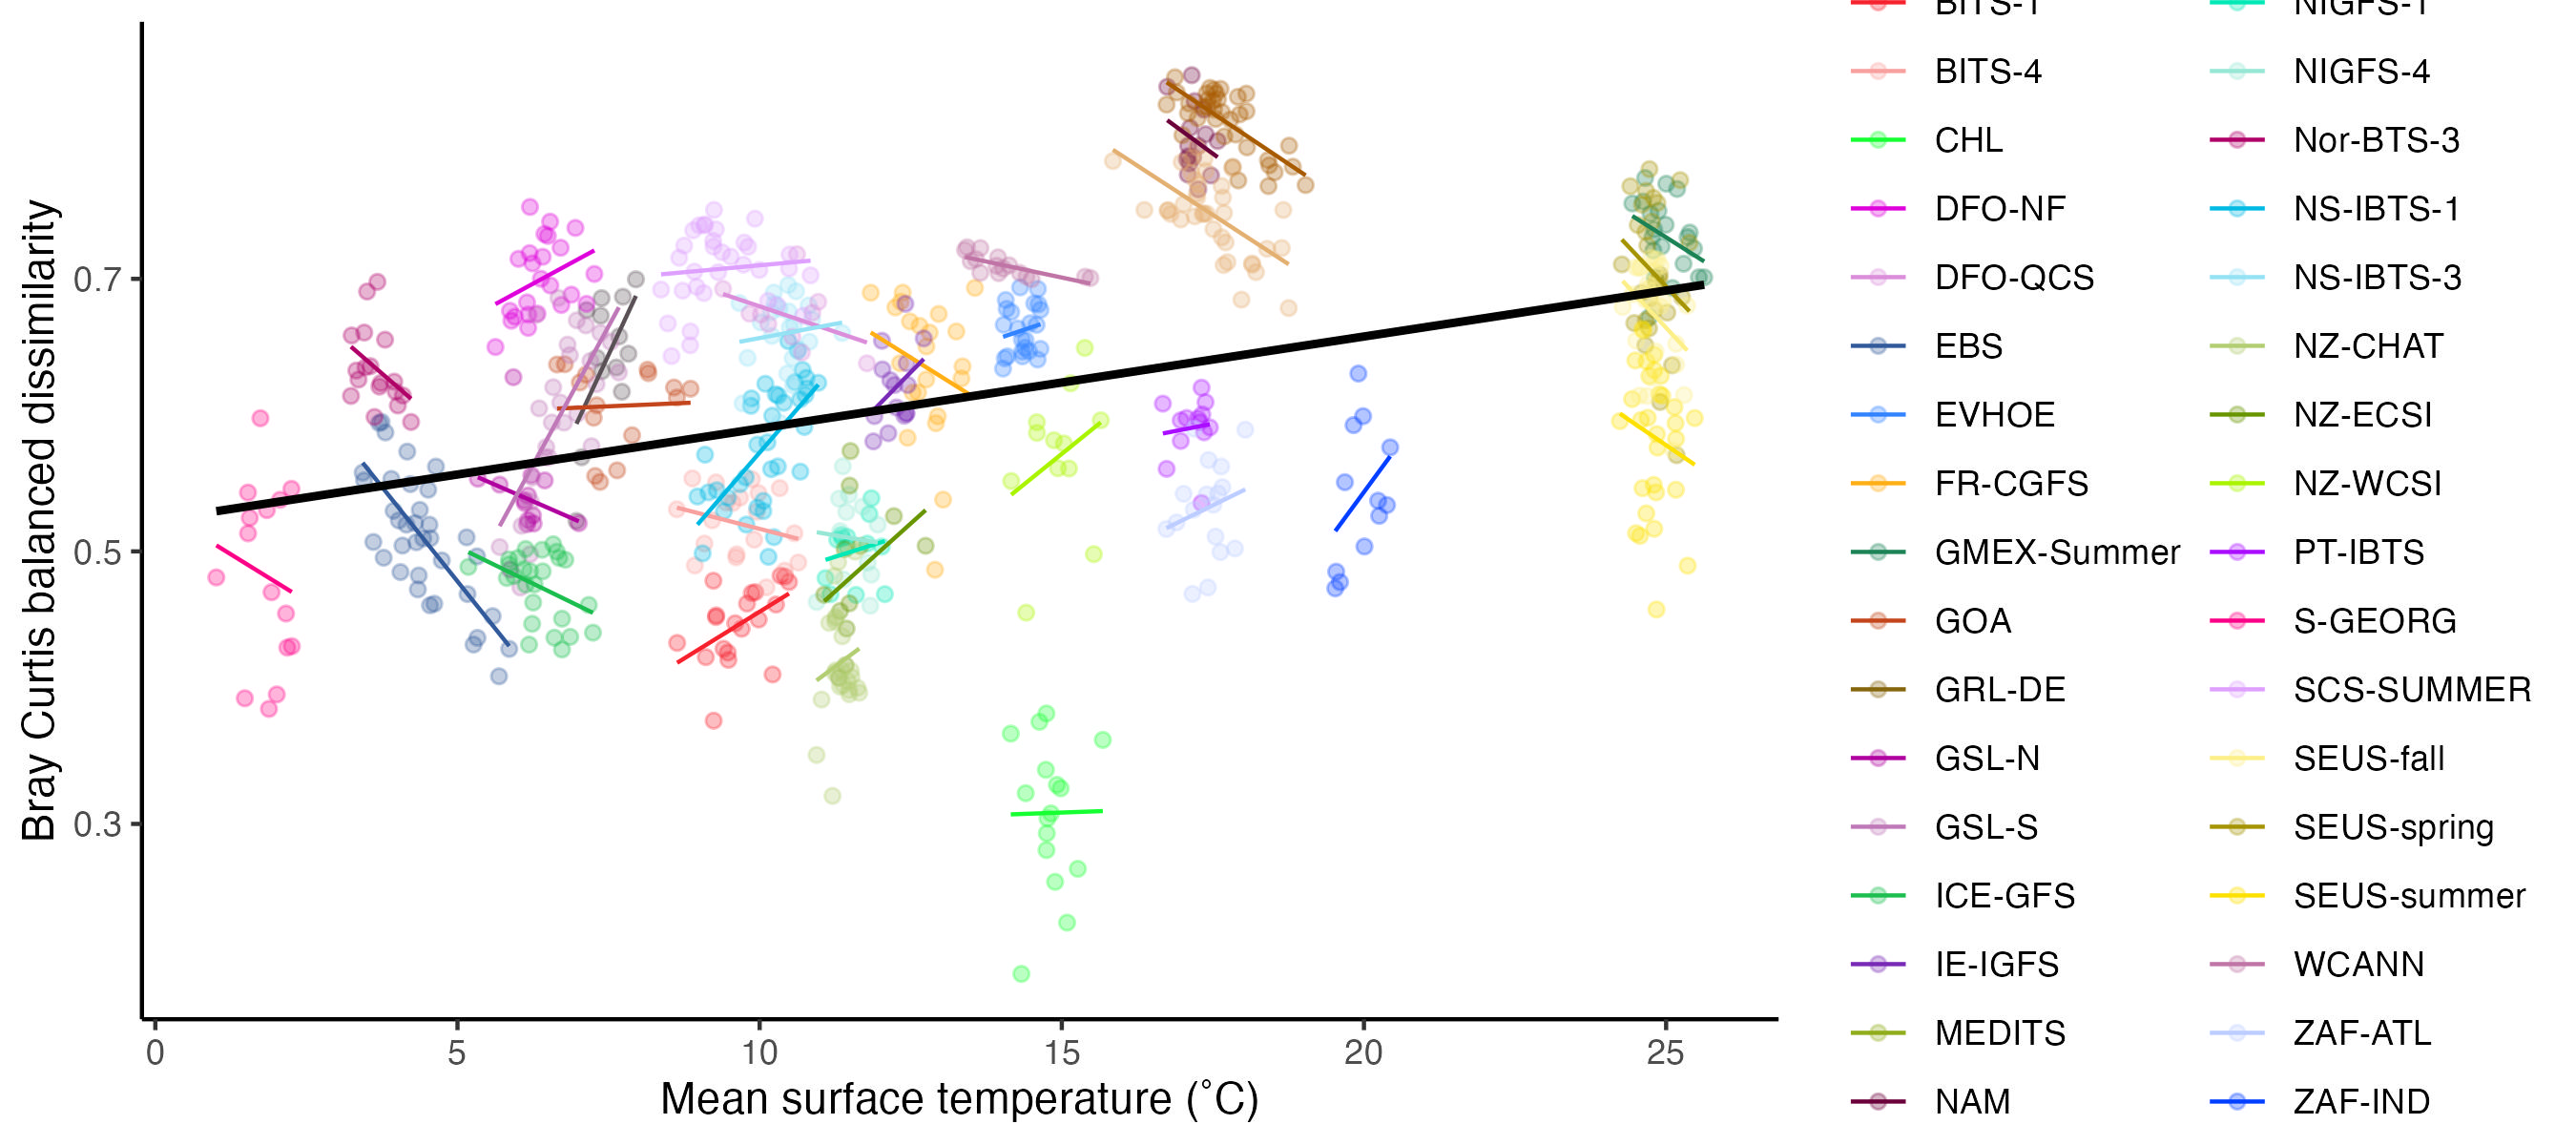 BITS-1 NIGFS-1
BITS-4 NIGFS-4
CHL Nor-BTS-3
DFO-NF NS-IBTS-1
DFO-QCS NS-IBTS-3
EBS NZ-CHAT
EVHOE NZ-ECSI
FR-CGFS NZ-WCSI
GMEX-Summer PT-IBTS
GOA S-GEORG
GRL-DE SCS-SUMMER
GSL-N SEUS-fall
GSL-S SEUS-spring
ICE-GFS SEUS-summer
IE-IGFS WCANN
MEDITS ZAF-ATL
NAM ZAF-IND
Bray Curtis balanced dissimilarity
0.7
0.5
0.3
0 5 10 15 20 25
Mean surface temperature (˚C)